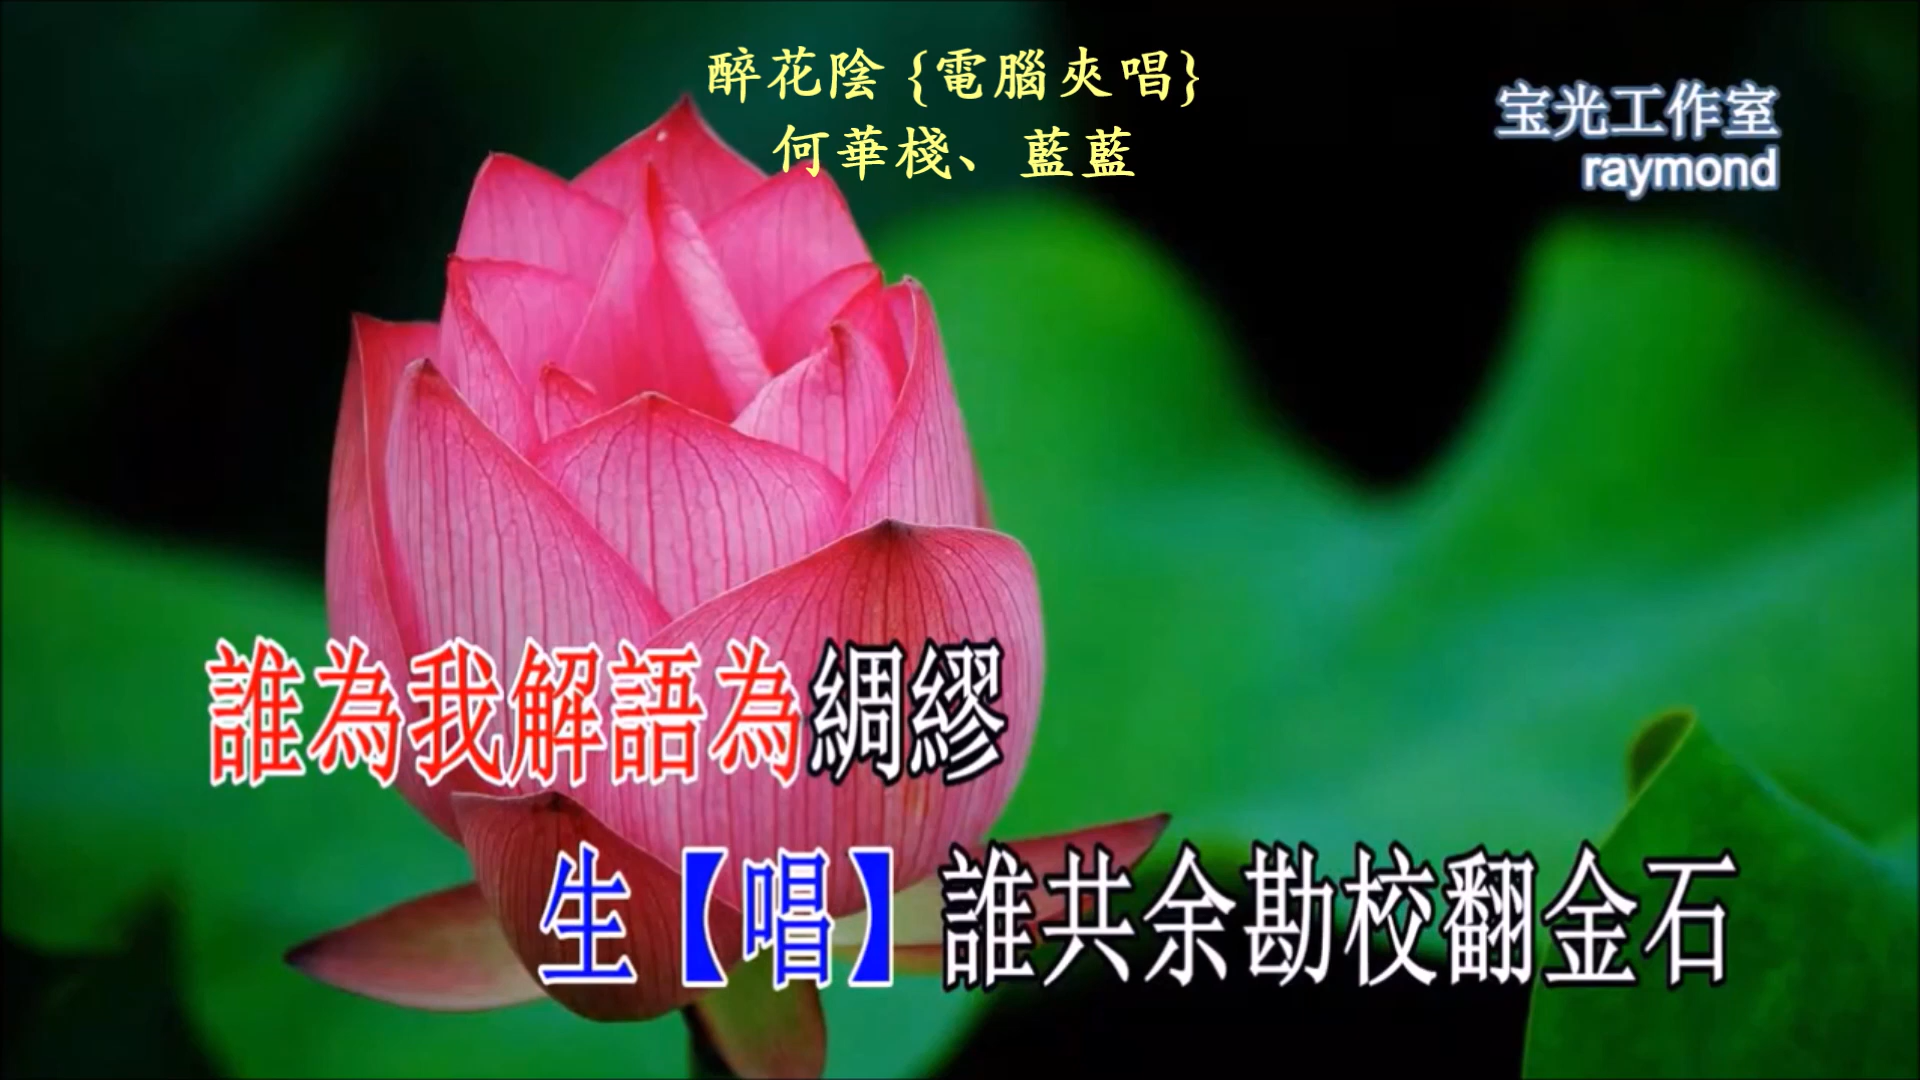 醉花陰 {電腦夾唱}
何華棧、藍藍
宝光工作室
raymond
誰為我解語為綢繆
生【唱】誰共余勘校翻金石